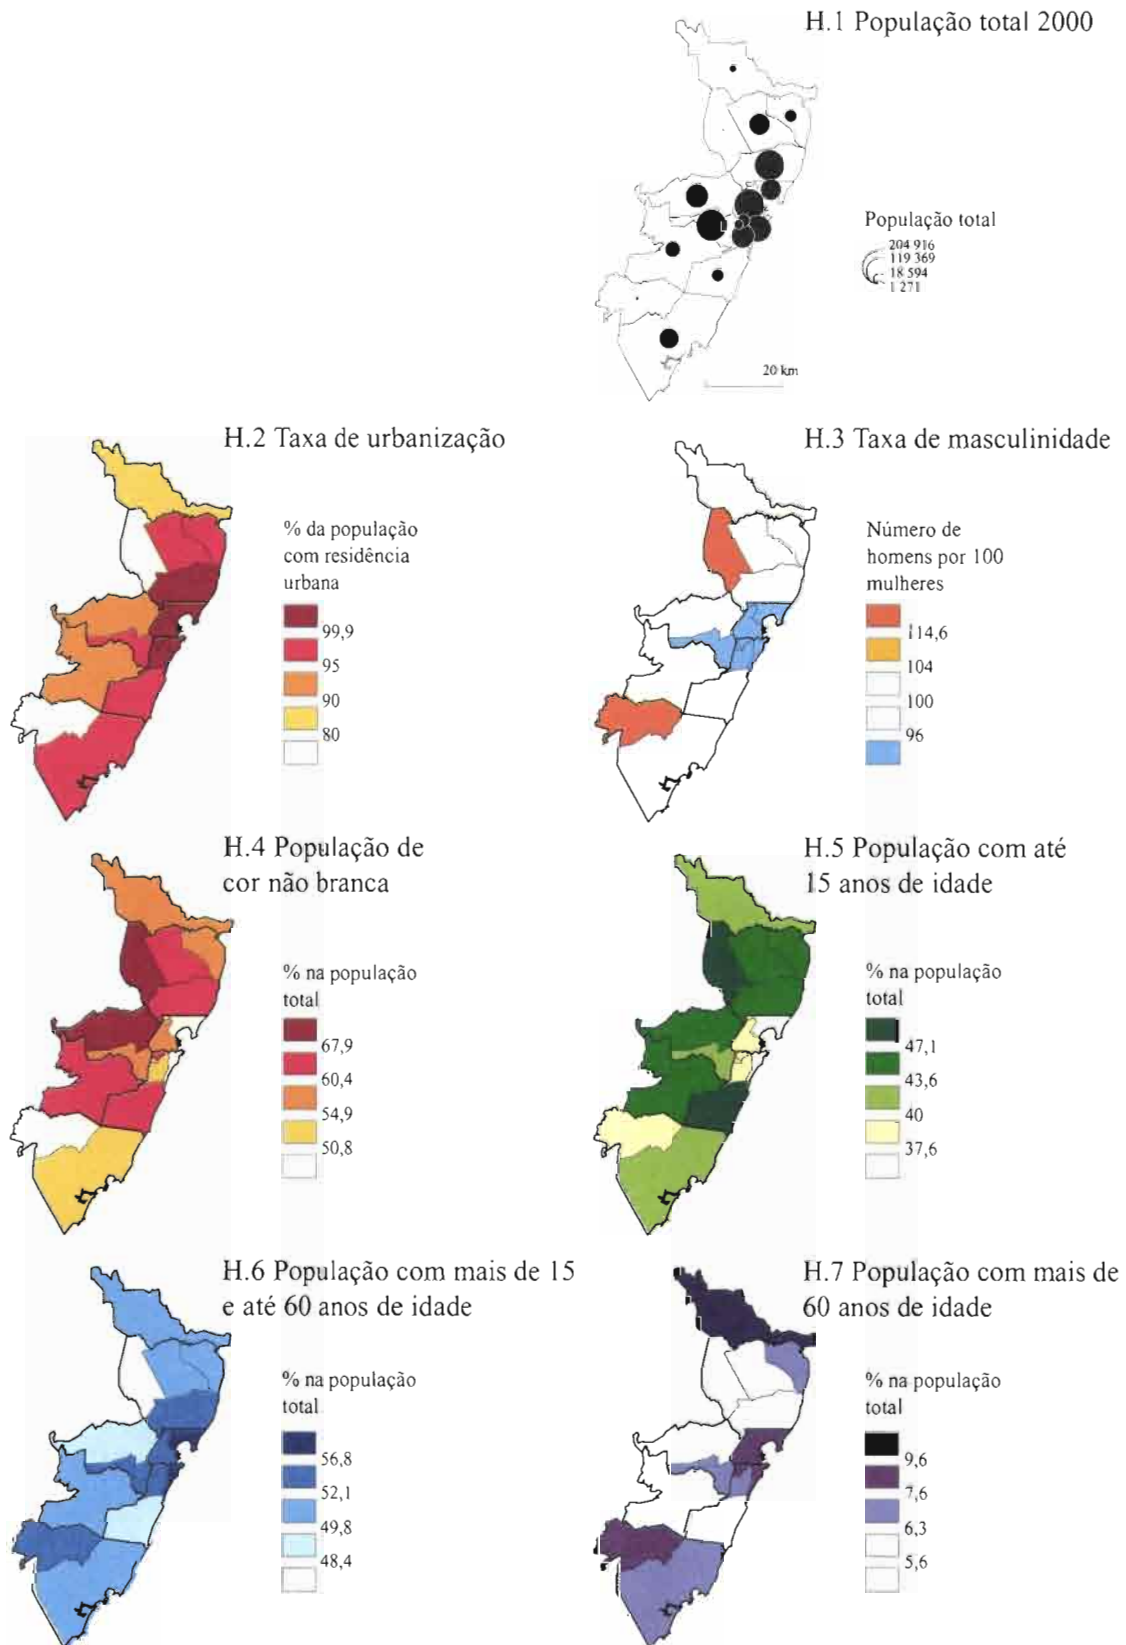 H.1 População total 2000
População total
204 916
119 369
18 594
1 271
20 km
H.2 Taxa de urbanização
% da população
com residência
urbana
99,9
95
90
80
H.3 Taxa de masculinidade
Número de
homens por 100
mulheres
114,6
104
100
96
H.4 População de
cor não branca
% na população
total
67,9
60,4
54,9
50,8
H.5 População com até
15 anos de idade
% na população
total
47,1
43,6
40
37,6
H.6 População com mais de 15
e até 60 anos de idade
% na população
total
56,8
52,1
49,8
48,4
H.7 População com mais de
60 anos de idade
% na população
total
9,6
7,6
6,3
5,6